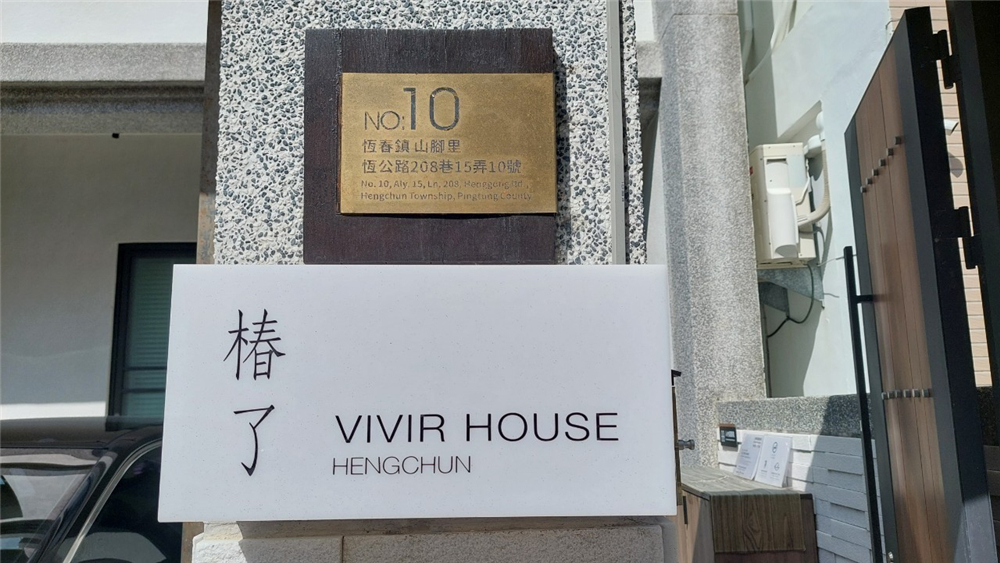 NO:10
恆春鎮山腳里
恆公路208巷15弄10號
No. 10, Aly. 15, Ln. 208, Henggong Rd.,
Hengchun Township, Pingtung County
椿了
VIVIR HOUSE
HENGCHUN